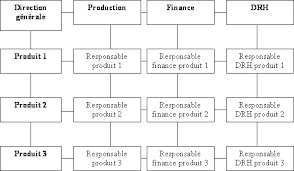 Direction
générale
Production
Finance
DRH
Produit 1
Responsable
produit 1
Responsable
finance produit 1
Responsable
DRH produit 1
Produit 2
Responsable
produit 2
Responsable
finance produit 2
Responsable
DRH produit 2
Produit 3
Responsable
produit 3
Responsable
finance produit 3
Responsable
DRH produit 3